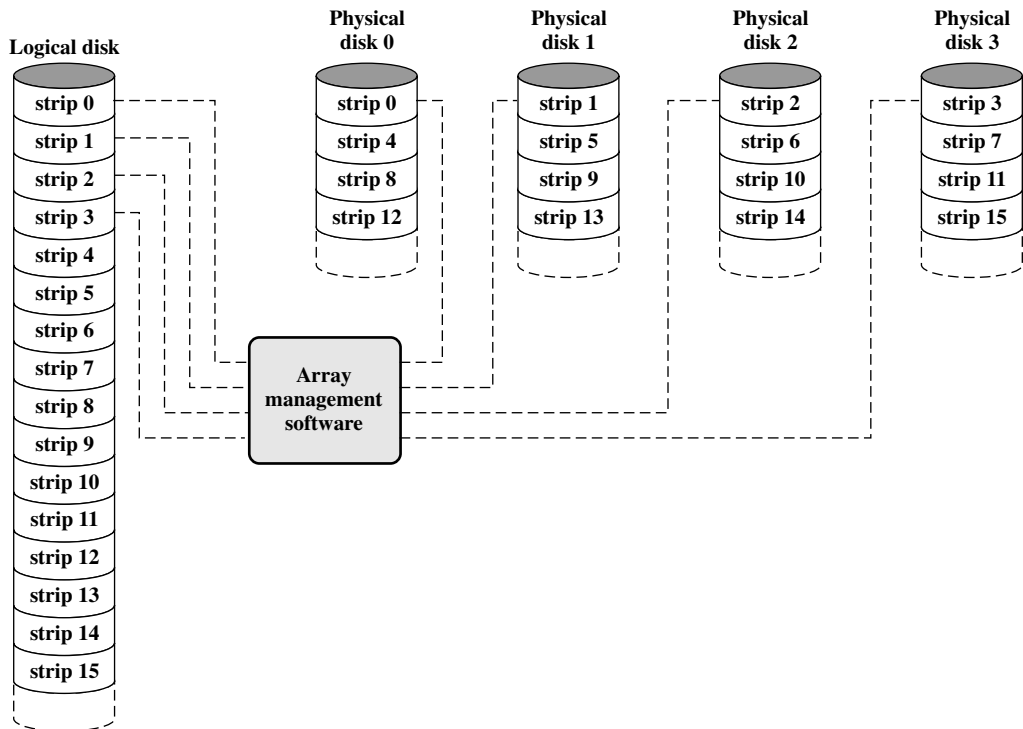 Logical disk
strip 0
strip 1
strip 2
strip 3
strip 4
strip 5
strip 6
strip 7
strip 8
strip 9
strip 10
strip 11
strip 12
strip 13
strip 14
strip 15
Physical
disk 0
strip 0
strip 4
strip 8
strip 12
Physical
disk 1
strip 1
strip 5
strip 9
strip 13
Physical
disk 2
strip 2
strip 6
strip 10
strip 14
Physical
disk 3
strip 3
strip 7
strip 11
strip 15
Array
management
software